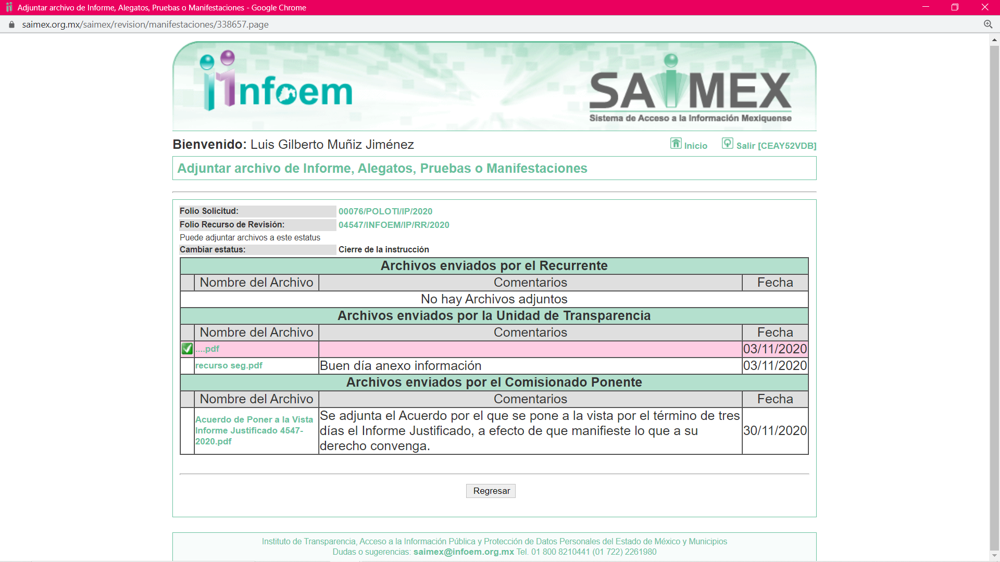 Adjuntar archivo de Informe, Alegatos, Pruebas o Manifestaciones - Google Chrome
saimex.org.mx/saimex/revision/manifestaciones/338657.page
infoem
SAIMEX
Sistema de Acceso a la Información Mexiquense
Bienvenido: Luis Gilberto Muñiz Jiménez
Inicio Salir [CEAY52VDB]
Adjuntar archivo de Informe, Alegatos, Pruebas o Manifestaciones
Folio Solicitud: 00076/POLOTI/IP/2020
Folio Recurso de Revisión: 04547/INFOEM/IP/RR/2020
Puede adjuntar archivos a este estatus
Cambiar estatus: Cierre de la instrucción
Archivos enviados por el Recurrente
Nombre del Archivo Comentarios Fecha
No hay Archivos adjuntos
Archivos enviados por la Unidad de Transparencia
Nombre del Archivo Comentarios Fecha
....pdf 03/11/2020
recurso seg.pdf Buen día anexo información 03/11/2020
Archivos enviados por el Comisionado Ponente
Nombre del Archivo Comentarios Fecha
Acuerdo de Poner a la Vista
Informe Justificado 4547-
2020.pdf
Se adjunta el Acuerdo por el que se pone a la vista por el término de tres
días el Informe Justificado, a efecto de que manifieste lo que a su
derecho convenga.
30/11/2020
Regresar
Instituto de Transparencia, Acceso a la Información Pública y Protección de Datos Personales del Estado de México y Municipios
Dudas o sugerencias: saimex@infoem.org.mx Tel. 01 800 8210441 (01 722) 2261980